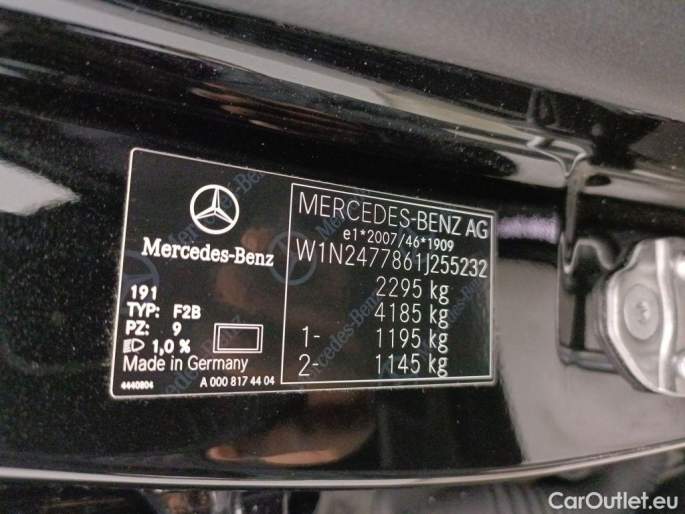 MERCEDES-BENZ AG
e1*2007/46*1909
W1N2477861J255232
2295 kg
4185 kg
1- 1195 kg
2- 1145 kg
Mercedes-Benz
191
TYP: F2B
PZ: 9
1,0 %
Made in Germany
4440804
A 000 817 44 04
CarOutlet.eu